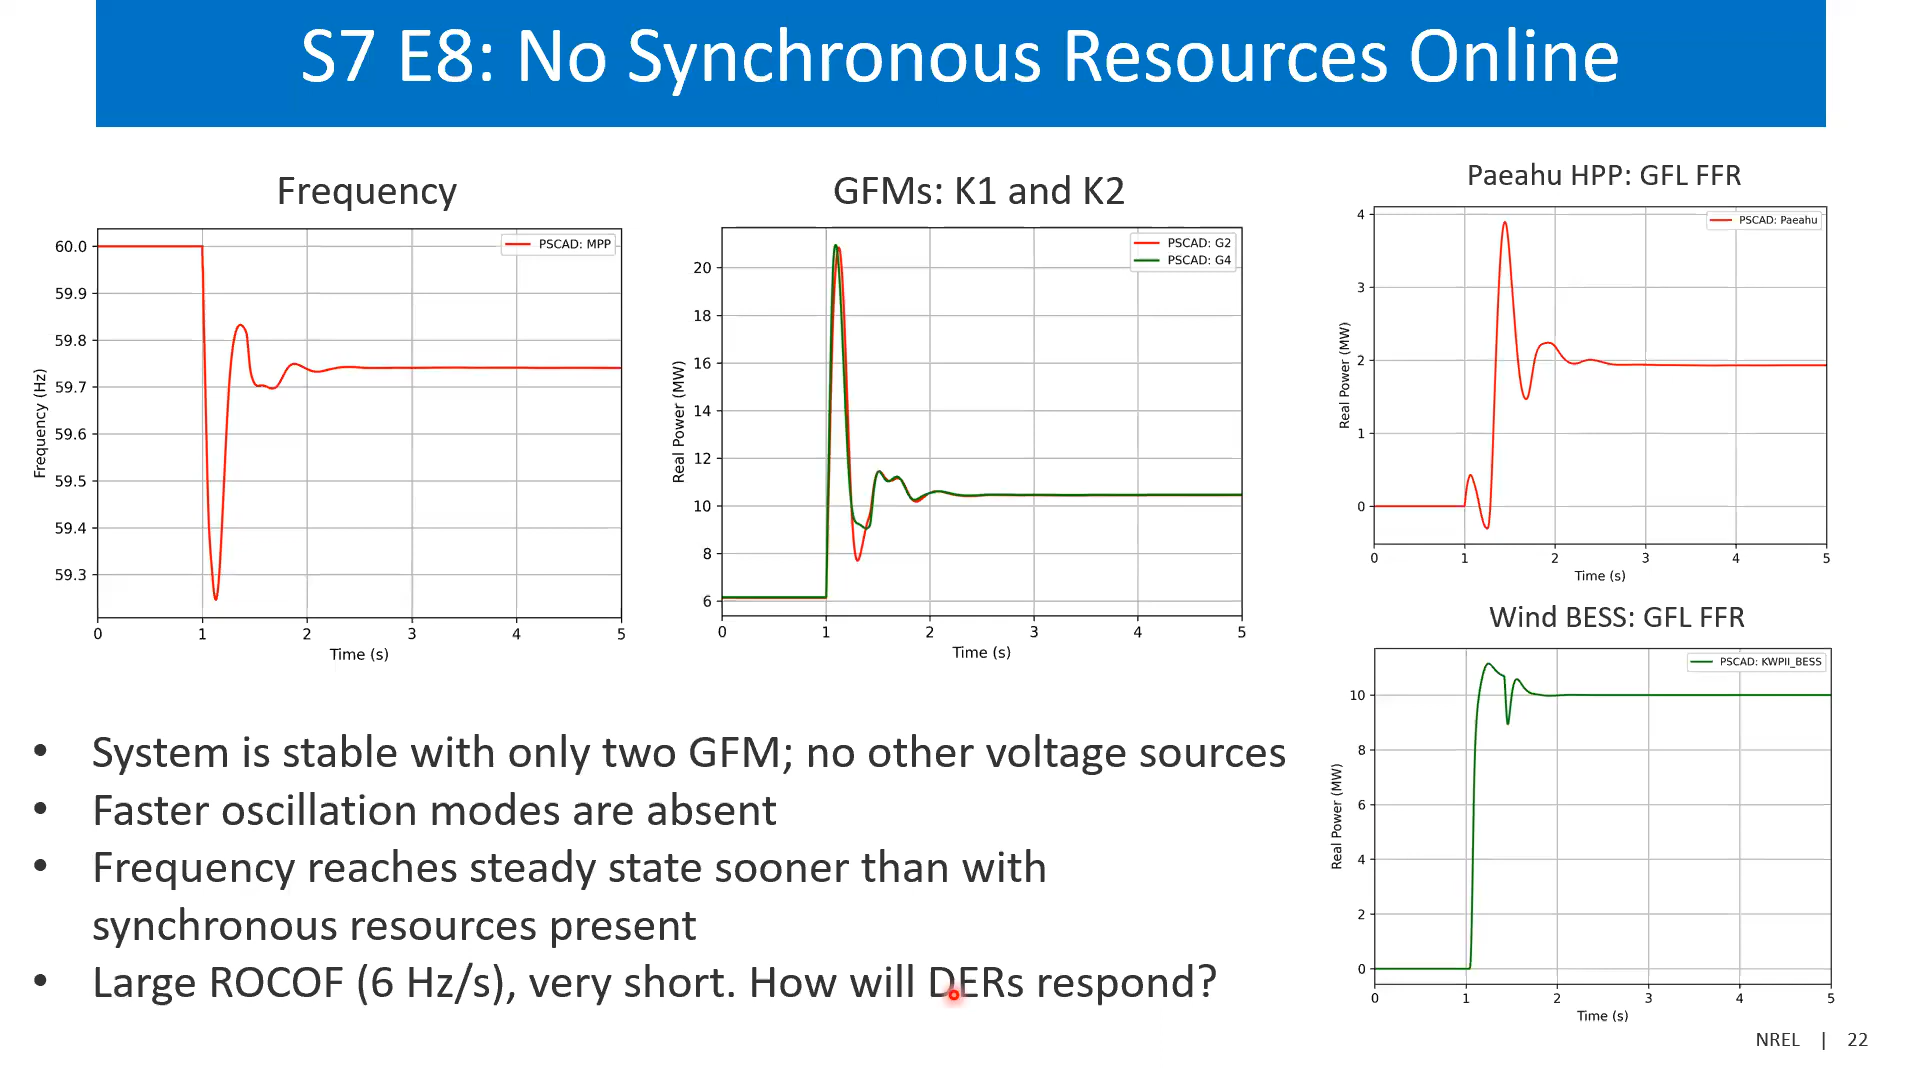 S7 E8: No Synchronous Resources Online
Frequency
PSCAD: MPP
60.0
59.9
59.8
59.7
59.6
59.5
59.4
59.3
Frequency (Hz)
0 1 2 3 4 5
Time (s)
GFMs: K1 and K2
PSCAD: G2
PSCAD: G4
20
18
16
14
12
10
8
6
Real Power (MW)
0 1 2 3 4 5
Time (s)
Paeahu HPP: GFL FFR
PSCAD: Paeahu
4
3
2
1
0
Real Power (MW)
0 1 2 3 4 5
Time (s)
Wind BESS: GFL FFR
PSCAD: KWPII_BESS
10
8
6
4
2
0
Real Power (MW)
0 1 2 3 4 5
Time (s)
• System is stable with only two GFM; no other voltage sources
• Faster oscillation modes are absent
• Frequency reaches steady state sooner than with
synchronous resources present
• Large ROCOF (6 Hz/s), very short. How will DERs respond?
NREL | 22